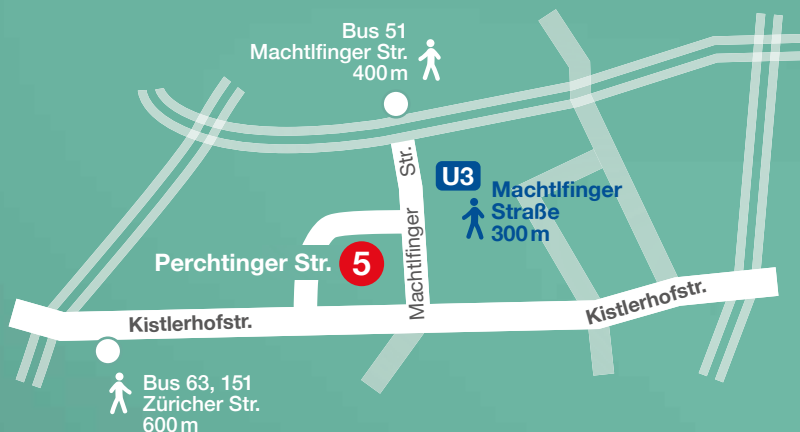 Bus 51
Machtlfinger Str.
400 m
Machtlfinger Str.
U3
Machtlfinger
Straße
300 m
Perchtinger Str.
5
Kistlerhofstr.
Kistlerhofstr.
Bus 63, 151
Züricher Str.
600 m